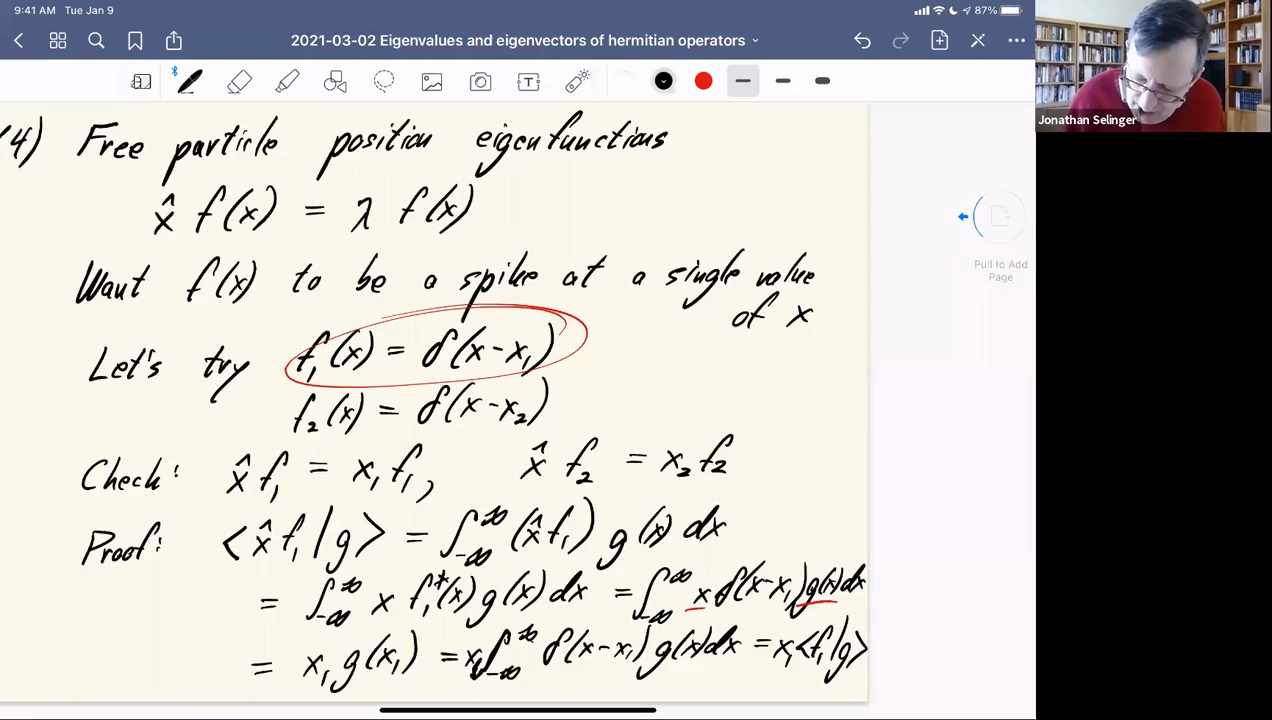 9:41 AM Tue Jan 9
87%
2021-03-02 Eigenvalues and eigenvectors of hermitian operators
Jonathan Selinger
Pull to Add
Page
14) Free particle position eigenfunctions
x̂ f(x) = λ f(x)
Want f(x) to be a spike at a single value
of x
Let's try f₁(x) = δ(x-x₁)
f₂(x) = δ(x-x₂)
Check: x̂ f₁ = x₁ f₁, x̂ f₂ = x₂ f₂
Proof: <x̂ f₁|g> = ∫_{-∞}^{∞} (x̂ f₁) g(x) dx
= ∫_{-∞}^{∞} x f₁*(x) g(x) dx = ∫_{-∞}^{∞} x δ(x-x₁) g(x) dx
= x₁ g(x₁) = x₁ ∫_{-∞}^{∞} δ(x-x₁) g(x) dx = x₁ <f₁|g>